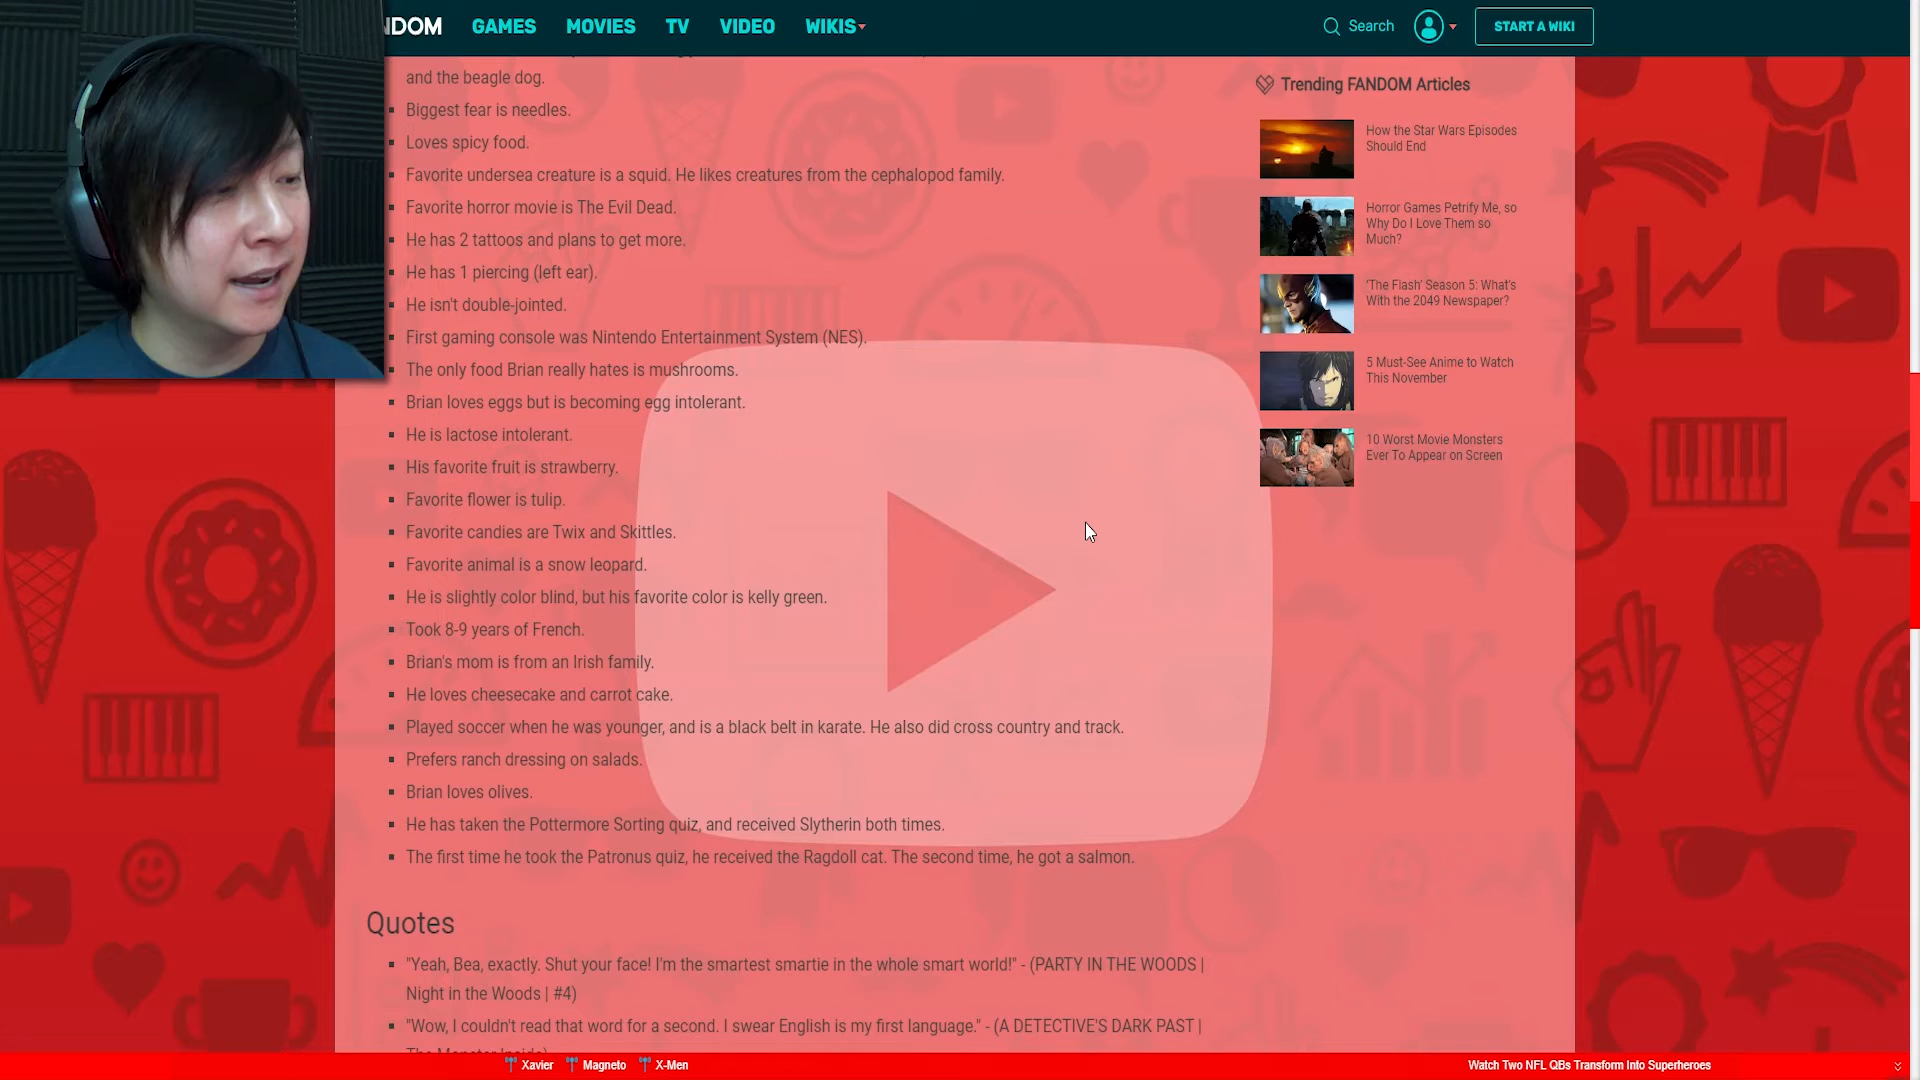 NDOM GAMES MOVIES TV VIDEO WIKIS Search START A WIKI
and the beagle dog.
Biggest fear is needles.
Loves spicy food.
Favorite undersea creature is a squid. He likes creatures from the cephalopod family.
Favorite horror movie is The Evil Dead.
He has 2 tattoos and plans to get more.
He has 1 piercing (left ear).
He isn't double-jointed.
First gaming console was Nintendo Entertainment System (NES).
The only food Brian really hates is mushrooms.
Brian loves eggs but is becoming egg intolerant.
He is lactose intolerant.
His favorite fruit is strawberry.
Favorite flower is tulip.
Favorite candies are Twix and Skittles.
Favorite animal is a snow leopard.
He is slightly color blind, but his favorite color is kelly green.
Took 8-9 years of French.
Brian's mom is from an Irish family.
He loves cheesecake and carrot cake.
Played soccer when he was younger, and is a black belt in karate. He also did cross country and track.
Prefers ranch dressing on salads.
Brian loves olives.
He has taken the Pottermore Sorting quiz, and received Slytherin both times.
The first time he took the Patronus quiz, he received the Ragdoll cat. The second time, he got a salmon.
Quotes
"Yeah, Bea, exactly. Shut your face! I'm the smartest smartie in the whole smart world!" - (PARTY IN THE WOODS |
Night in the Woods | #4)
"Wow, I couldn't read that word for a second. I swear English is my first language." - (A DETECTIVE'S DARK PAST |
Trending FANDOM Articles
How the Star Wars Episodes
Should End
Horror Games Petrify Me, so
Why Do I Love Them so
Much?
'The Flash' Season 5: What's
With the 2049 Newspaper?
5 Must-See Anime to Watch
This November
10 Worst Movie Monsters
Ever To Appear on Screen
Xavier Magneto X-Men Watch Two NFL QBs Transform Into Superheroes